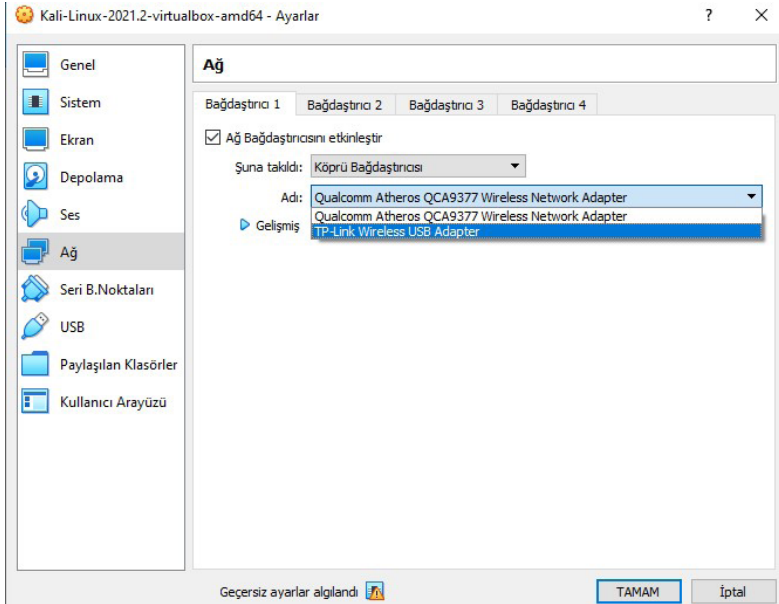 Kali-Linux-2021.2-virtualbox-amd64 - Ayarlar
Genel
Sistem
Ekran
Depolama
Ses
Ağ
Seri B.Noktaları
USB
Paylaşılan Klasörler
Kullanıcı Arayüzü
Ağ
Bağdaştırıcı 1 Bağdaştırıcı 2 Bağdaştırıcı 3 Bağdaştırıcı 4
Ağ Bağdaştırıcısını etkinleştir
Şuna takıldı: Köprü Bağdaştırıcısı
Adı: Qualcomm Atheros QCA9377 Wireless Network Adapter
Qualcomm Atheros QCA9377 Wireless Network Adapter
Gelişmiş
TP-Link Wireless USB Adapter
Geçersiz ayarlar algılandı
TAMAM
İptal